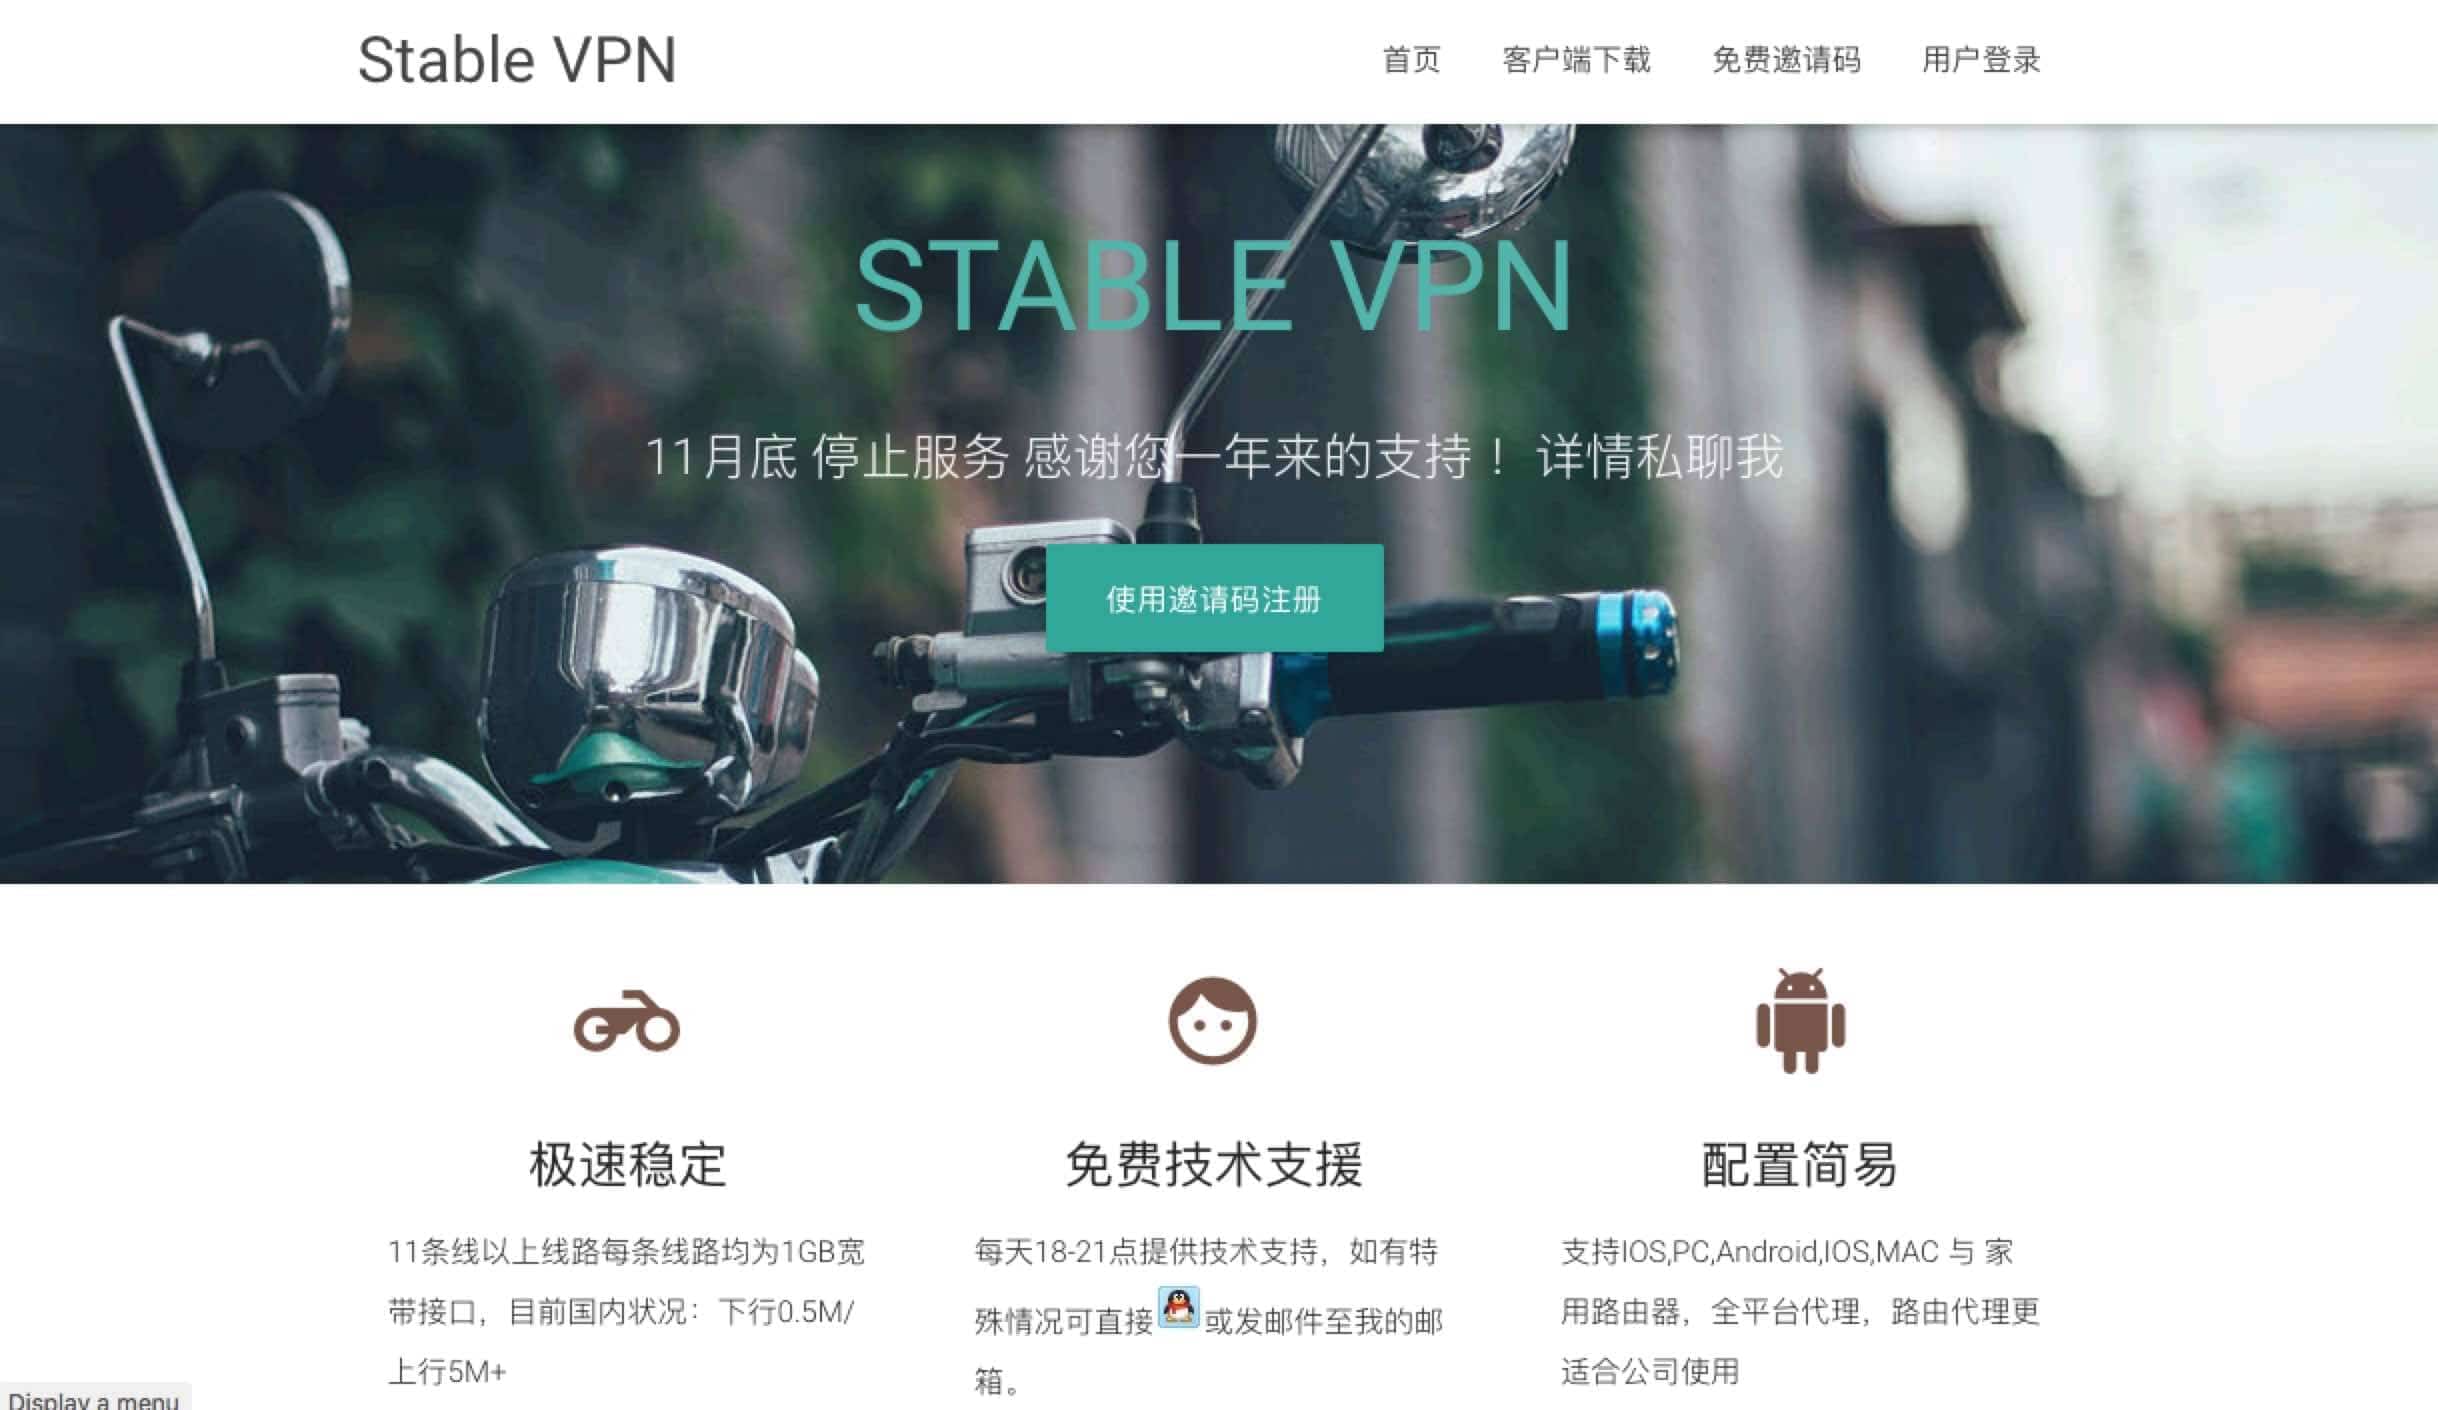 Stable VPN
首页 客户端下载 免费邀请码 用户登录
STABLE VPN
11月底 停止服务 感谢您一年来的支持！ 详情私聊我
使用邀请码注册
极速稳定
11条线以上线路每条线路均为1GB宽
带接口，目前国内状况：下行0.5M/
上行5M+
免费技术支援
每天18-21点提供技术支持，如有特
殊情况可直接或发邮件至我的邮
箱。
配置简易
支持IOS,PC,Android,IOS,MAC 与 家
用路由器，全平台代理，路由代理更
适合公司使用
Display a menu